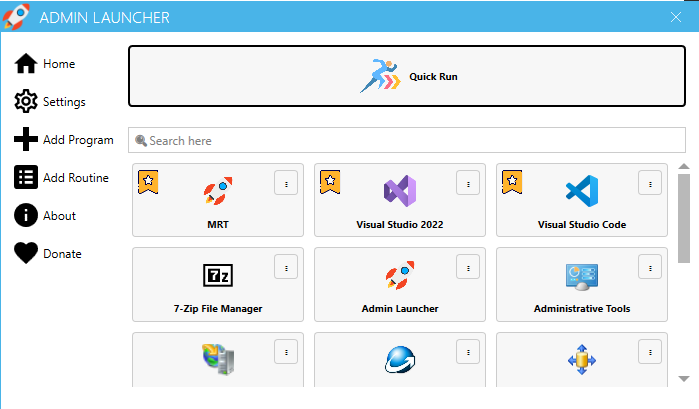 ADMIN LAUNCHER
Home
Settings
Add Program
Add Routine
About
Donate
Quick Run
Search here
MRT
Visual Studio 2022
Visual Studio Code
7z
7-Zip File Manager
Admin Launcher
Administrative Tools